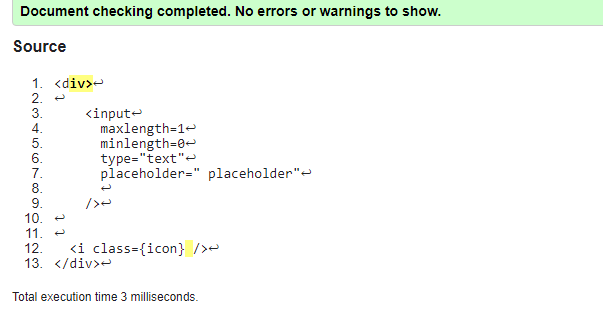 Document checking completed. No errors or warnings to show.
Source
1. <div>↩
2. ↩
3. <input↩
4. maxlength=1↩
5. minlength=0↩
6. type="text"↩
7. placeholder=" placeholder"↩
8. ↩
9. />↩
10. ↩
11. ↩
12. <i class={icon} />↩
13. </div>↩
Total execution time 3 milliseconds.